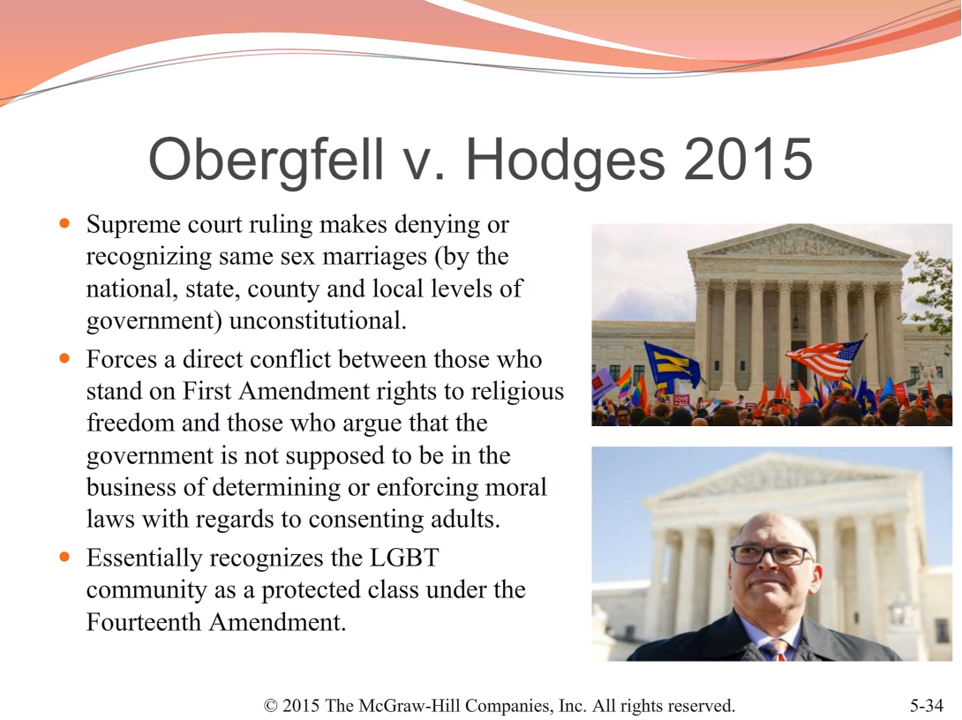 Obergfell v. Hodges 2015
• Supreme court ruling makes denying or
recognizing same sex marriages (by the
national, state, county and local levels of
government) unconstitutional.
• Forces a direct conflict between those who
stand on First Amendment rights to religious
freedom and those who argue that the
government is not supposed to be in the
business of determining or enforcing moral
laws with regards to consenting adults.
• Essentially recognizes the LGBT
community as a protected class under the
Fourteenth Amendment.
© 2015 The McGraw-Hill Companies, Inc. All rights reserved.
5-34